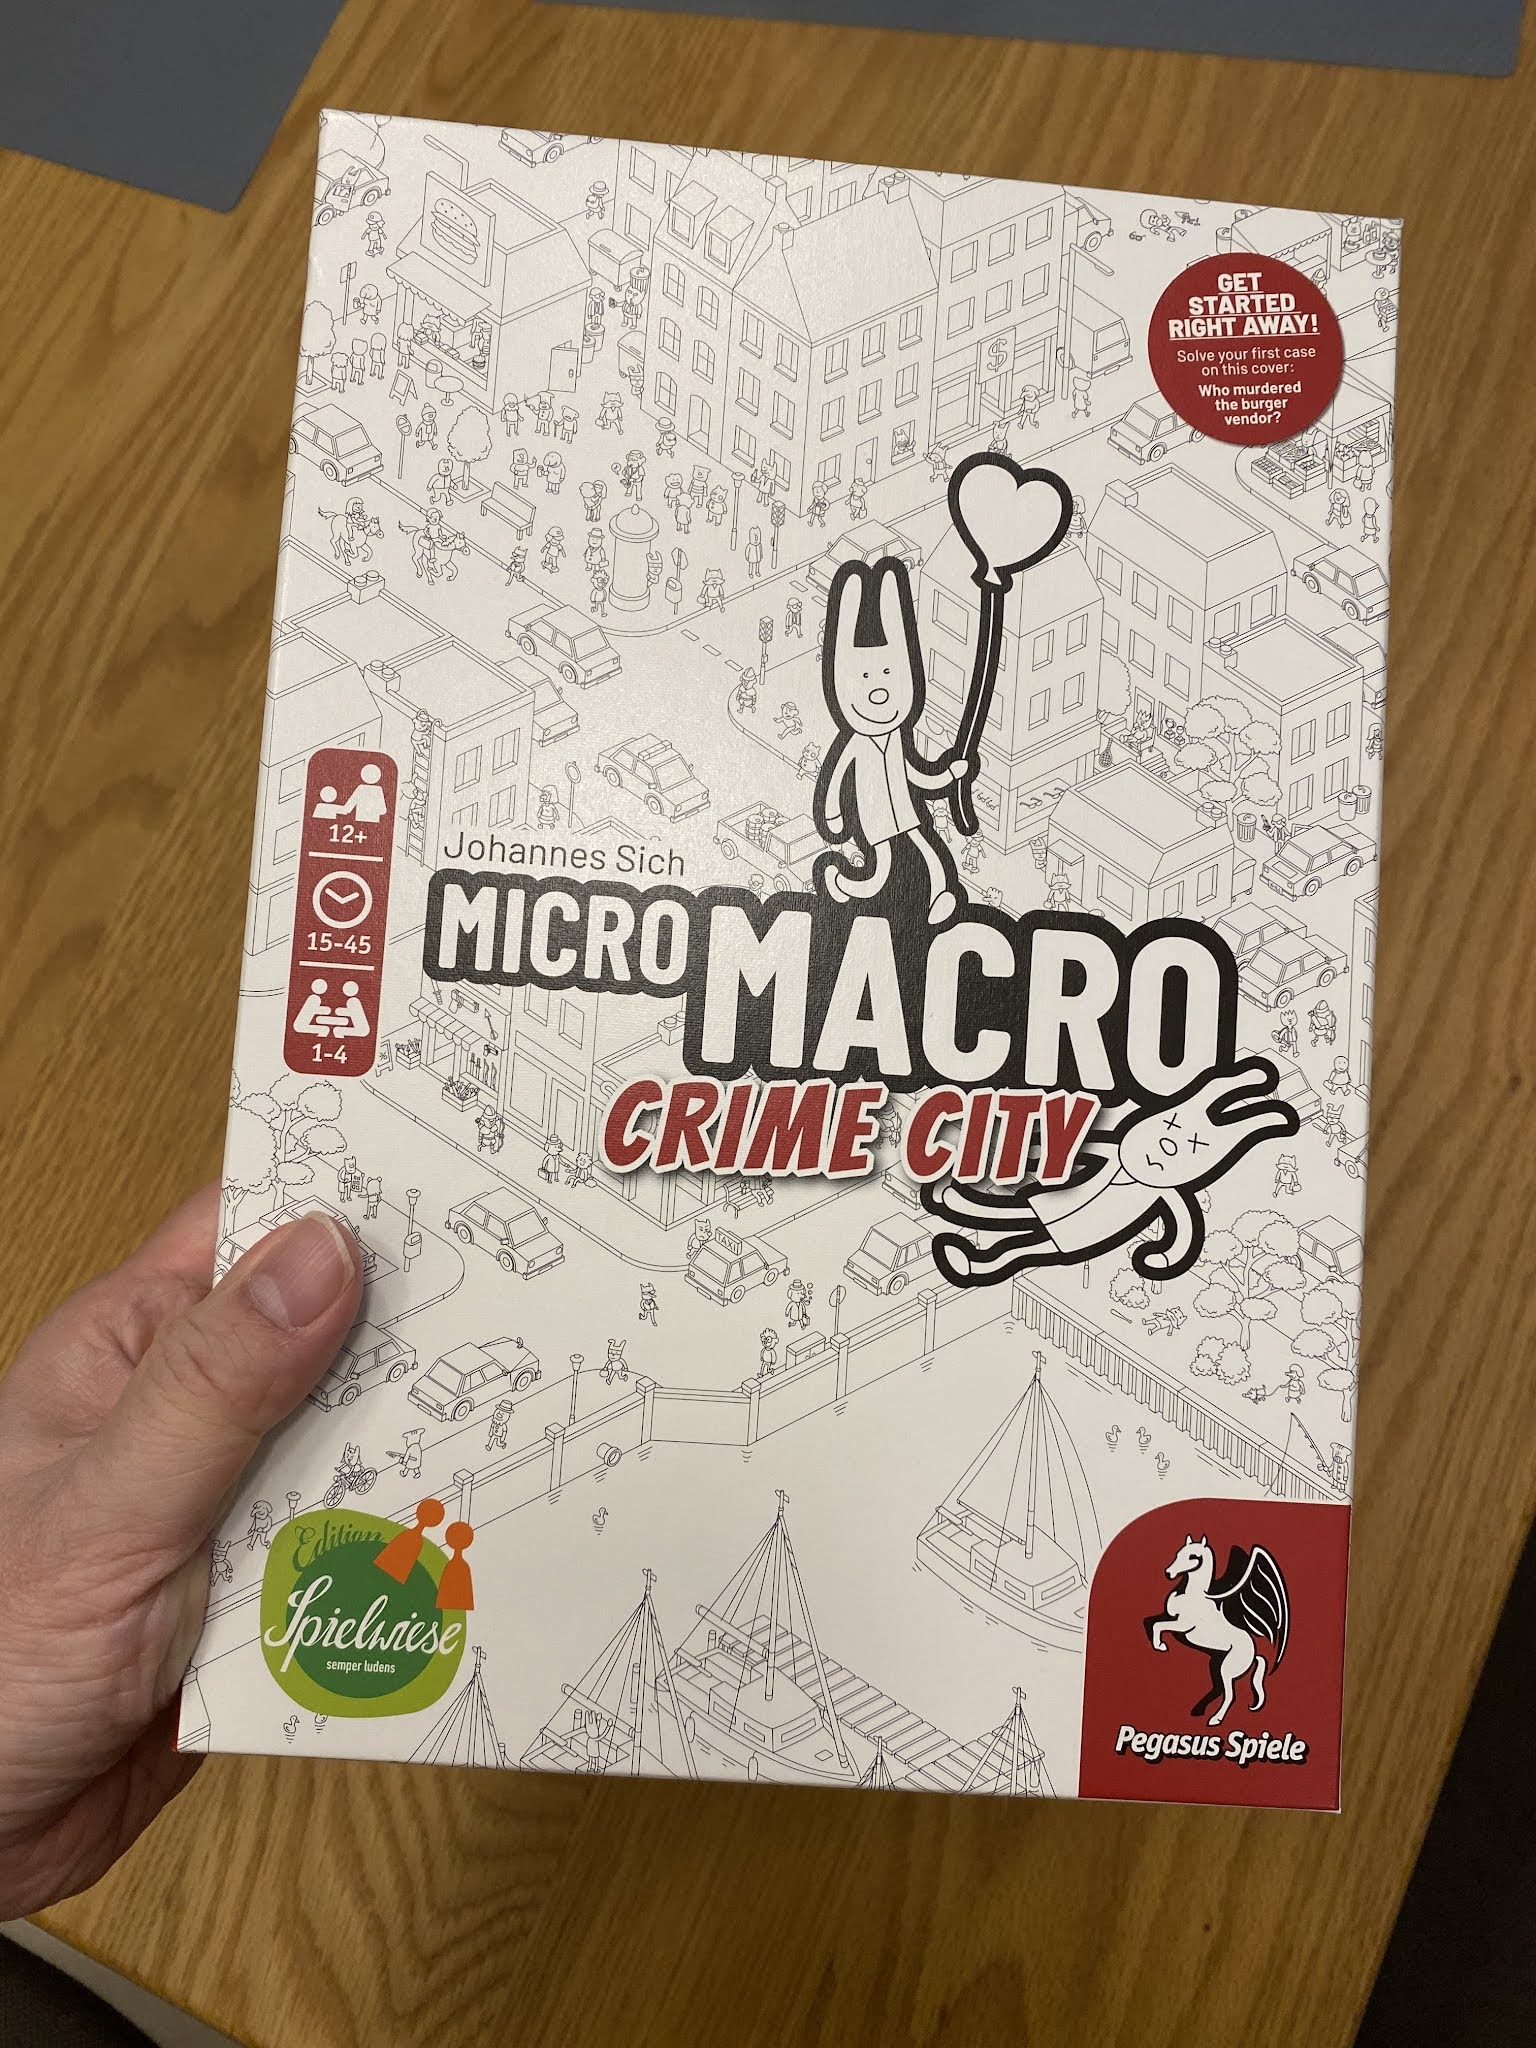 GET
STARTED
RIGHT AWAY!
Solve your first case
on this cover:
Who murdered
the burger
vendor?
$
12+
15-45
1-4
Johannes Sich
MICRO MACRO
CRIME CITY
TAXI
Edition
Spielwiese
semper ludens
Pegasus Spiele